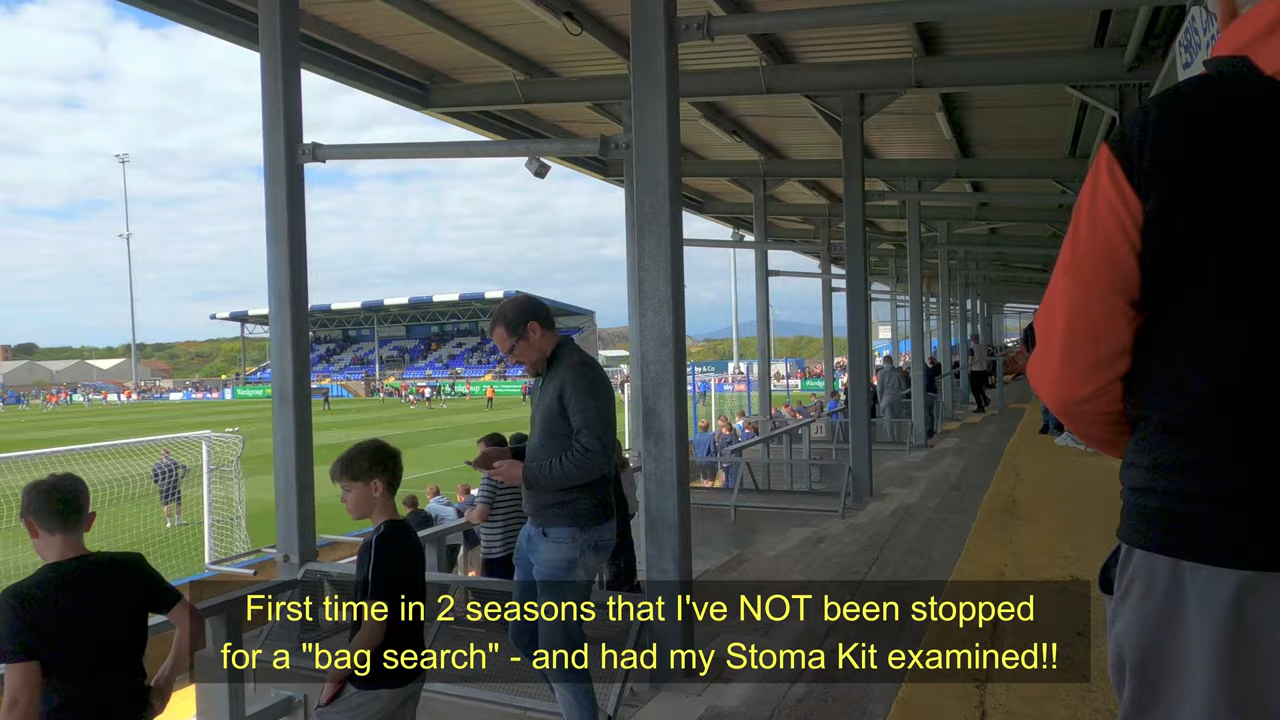 First time in 2 seasons that I've NOT been stopped
for a "bag search" - and had my Stoma Kit examined!!
J1